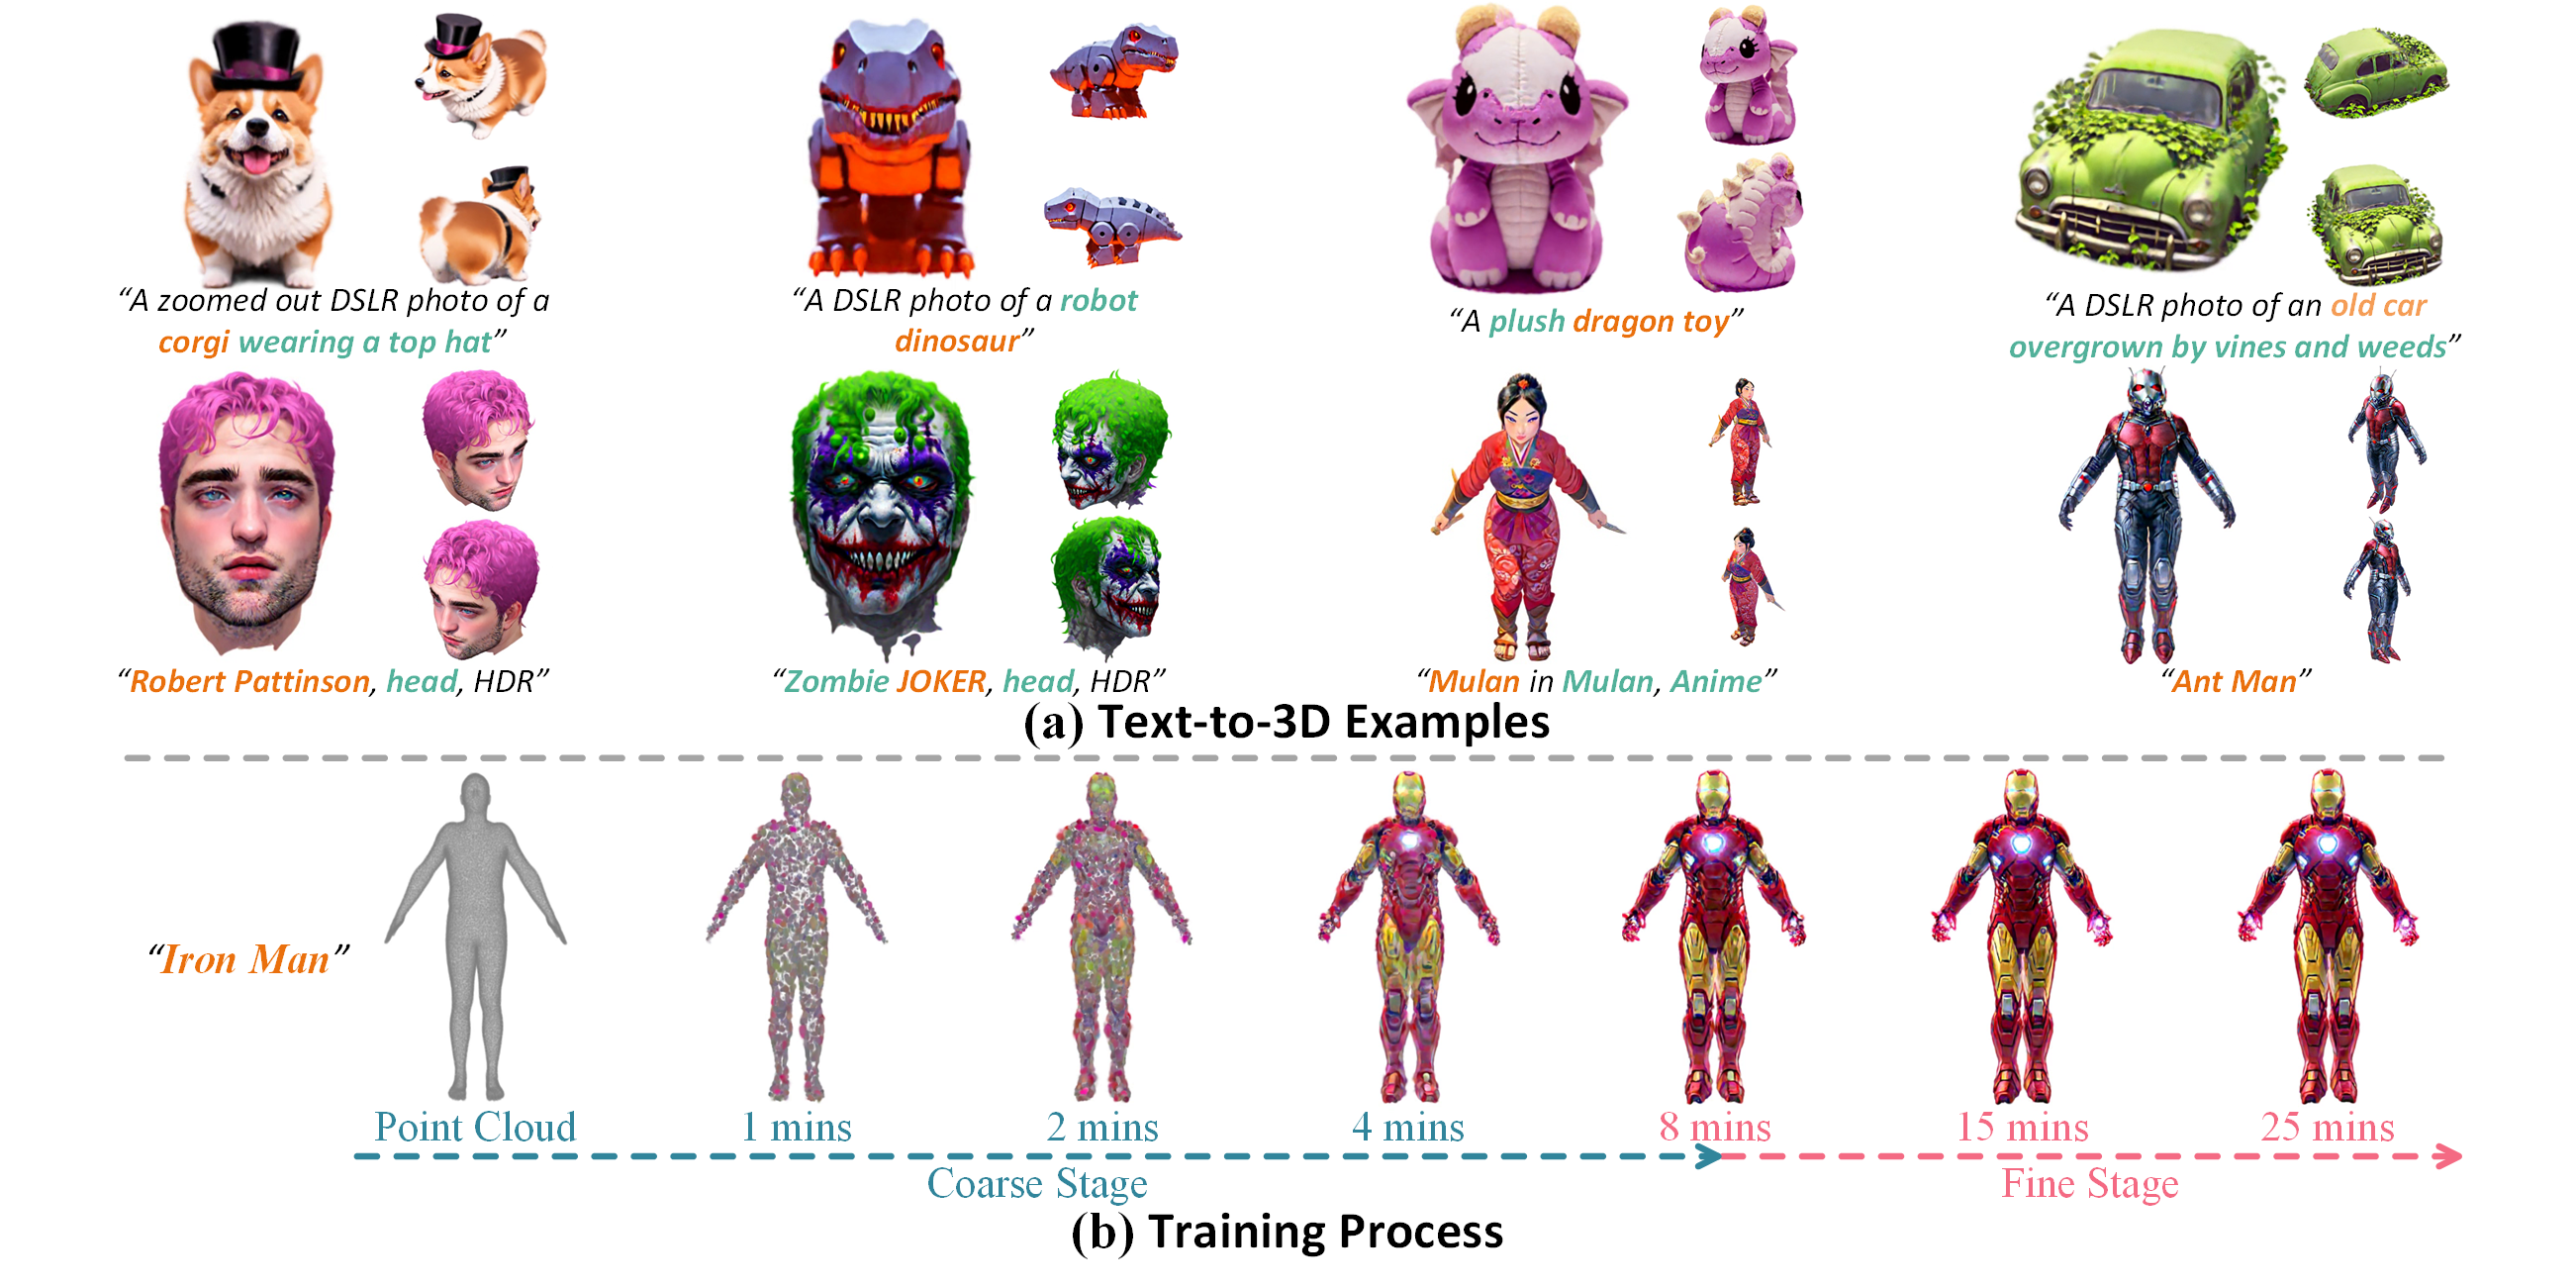 “A zoomed out DSLR photo of a
corgi wearing a top hat”
“A DSLR photo of a robot
dinosaur”
“A plush dragon toy”
“A DSLR photo of an old car
overgrown by vines and weeds”
“Robert Pattinson, head, HDR”
“Zombie JOKER, head, HDR”
“Mulan in Mulan, Anime”
“Ant Man”
(a) Text-to-3D Examples
“Iron Man”
Point Cloud
1 mins
2 mins
4 mins
8 mins
15 mins
25 mins
Coarse Stage
Fine Stage
(b) Training Process